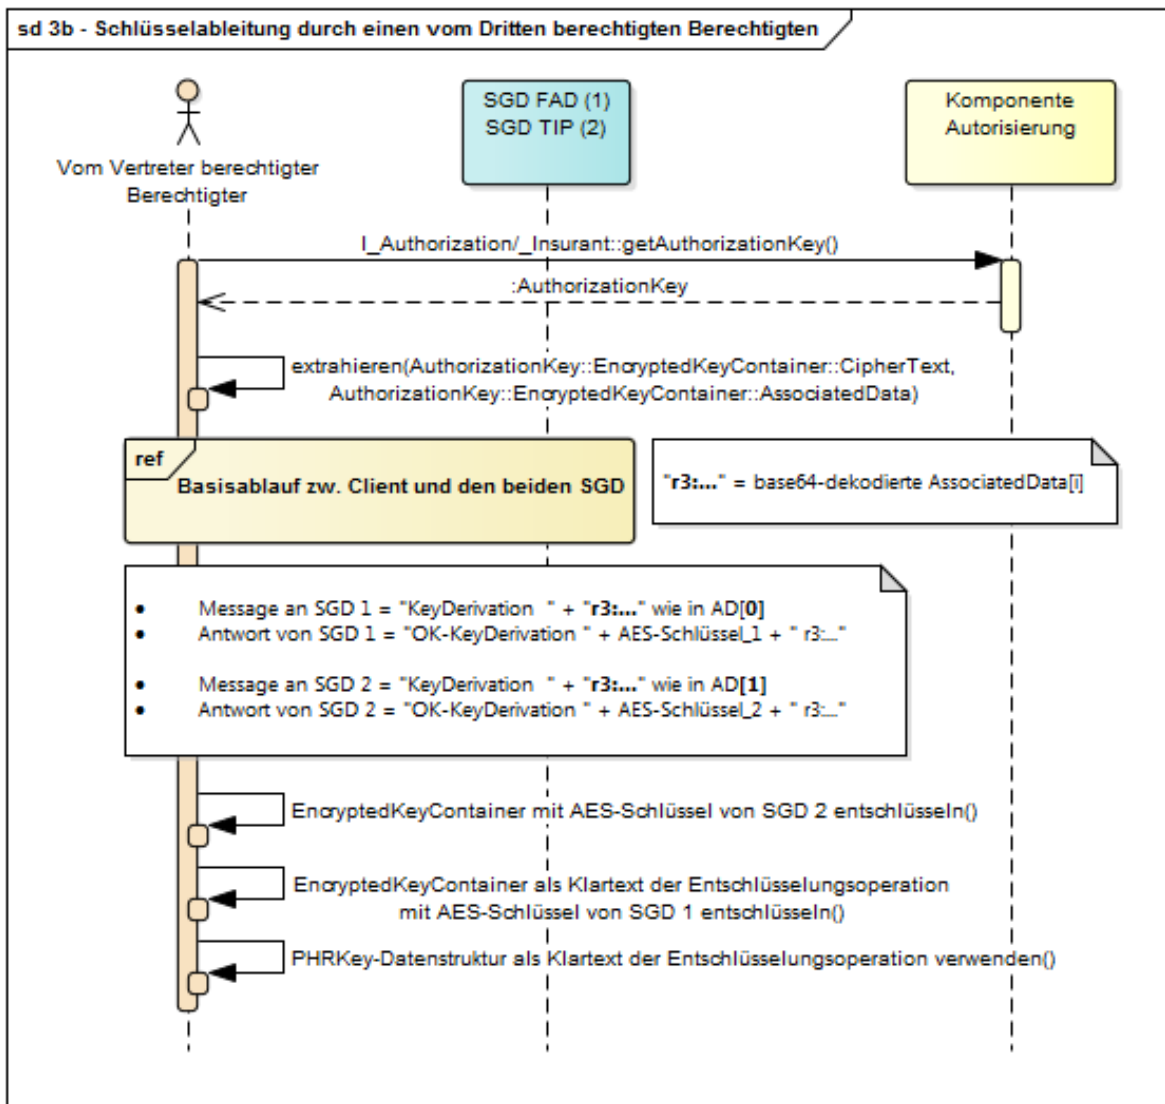 sd 3b - Schlüsselableitung durch einen vom Dritten berechtigten Berechtigten
SGD FAD (1)
SGD TIP (2)
Komponente
Autorisierung
Vom Vertreter berechtigter
Berechtigter
I_Authorization/_Insurant::getAuthorizationKey()
:AuthorizationKey
extrahieren(AuthorizationKey::EncryptedKeyContainer::CipherText,
AuthorizationKey::EncryptedKeyContainer::AssociatedData)
ref
Basisablauf zw. Client und den beiden SGD
"r3:..." = base64-dekodierte AssociatedData[i]
• Message an SGD 1 = "KeyDerivation " + "r3:..." wie in AD[0]
• Antwort von SGD 1 = "OK-KeyDerivation " + AES-Schlüssel_1 + " r3:..."
• Message an SGD 2 = "KeyDerivation " + "r3:..." wie in AD[1]
• Antwort von SGD 2 = "OK-KeyDerivation " + AES-Schlüssel_2 + " r3:..."
EncryptedKeyContainer mit AES-Schlüssel von SGD 2 entschlüsseln()
EncryptedKeyContainer als Klartext der Entschlüsselungsoperation
mit AES-Schlüssel von SGD 1 entschlüsseln()
PHRKey-Datenstruktur als Klartext der Entschlüsselungsoperation verwenden()